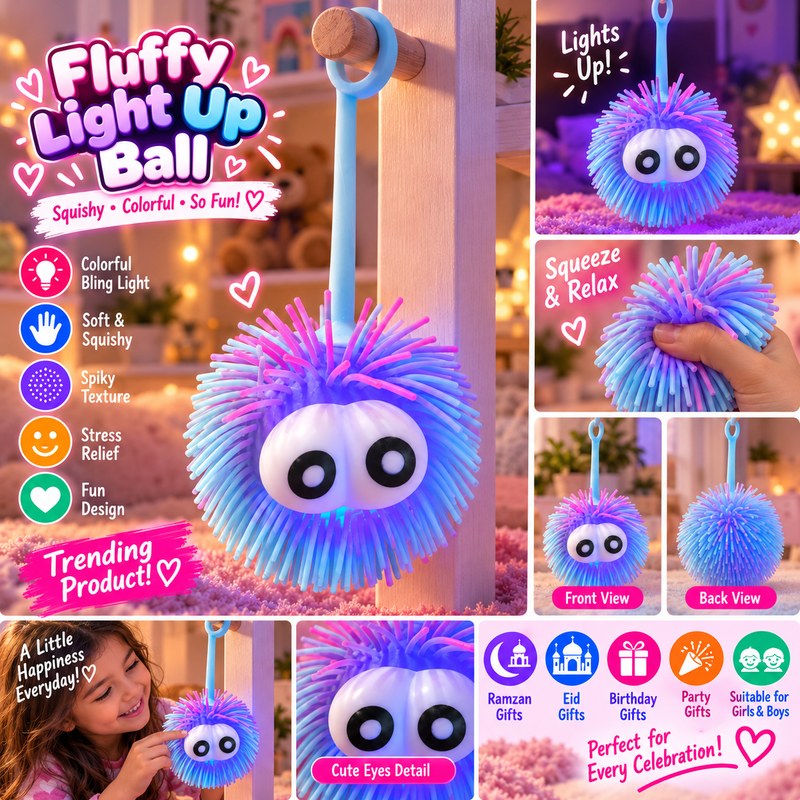 Fluffy
Light Up
Ball
Squishy • Colorful • So Fun!
Colorful
Bling Light
Soft &
Squishy
Spiky
Texture
Stress
Relief
Fun
Design
Trending
Product!
Lights
Up!
Squeeze
& Relax
Front View
Back View
A Little
Happiness
Everyday!
Cute Eyes Detail
Ramzan
Gifts
Eid
Gifts
Birthday
Gifts
Party
Gifts
Suitable for
Girls & Boys
Perfect for
Every Celebration!